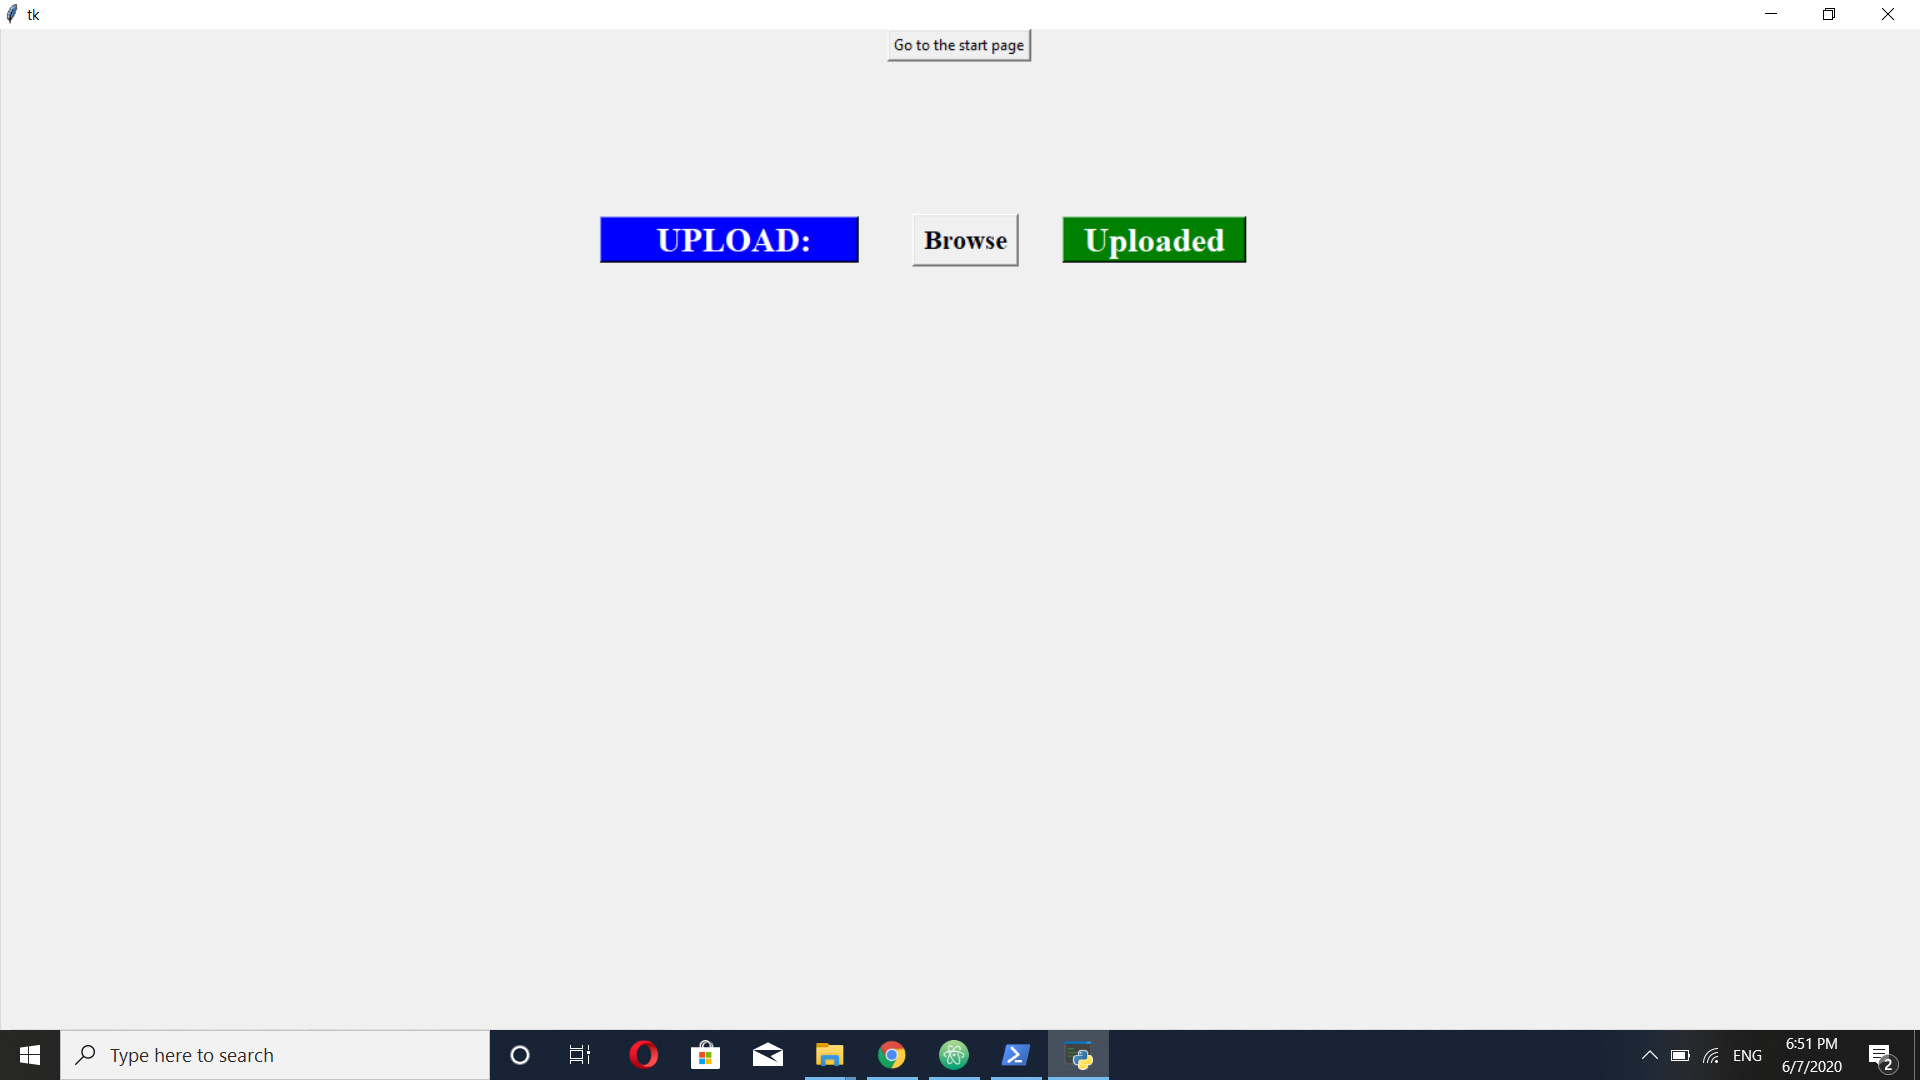 tk
Go to the start page
UPLOAD:
Browse
Uploaded
Type here to search
ENG
6:51 PM
6/7/2020
2